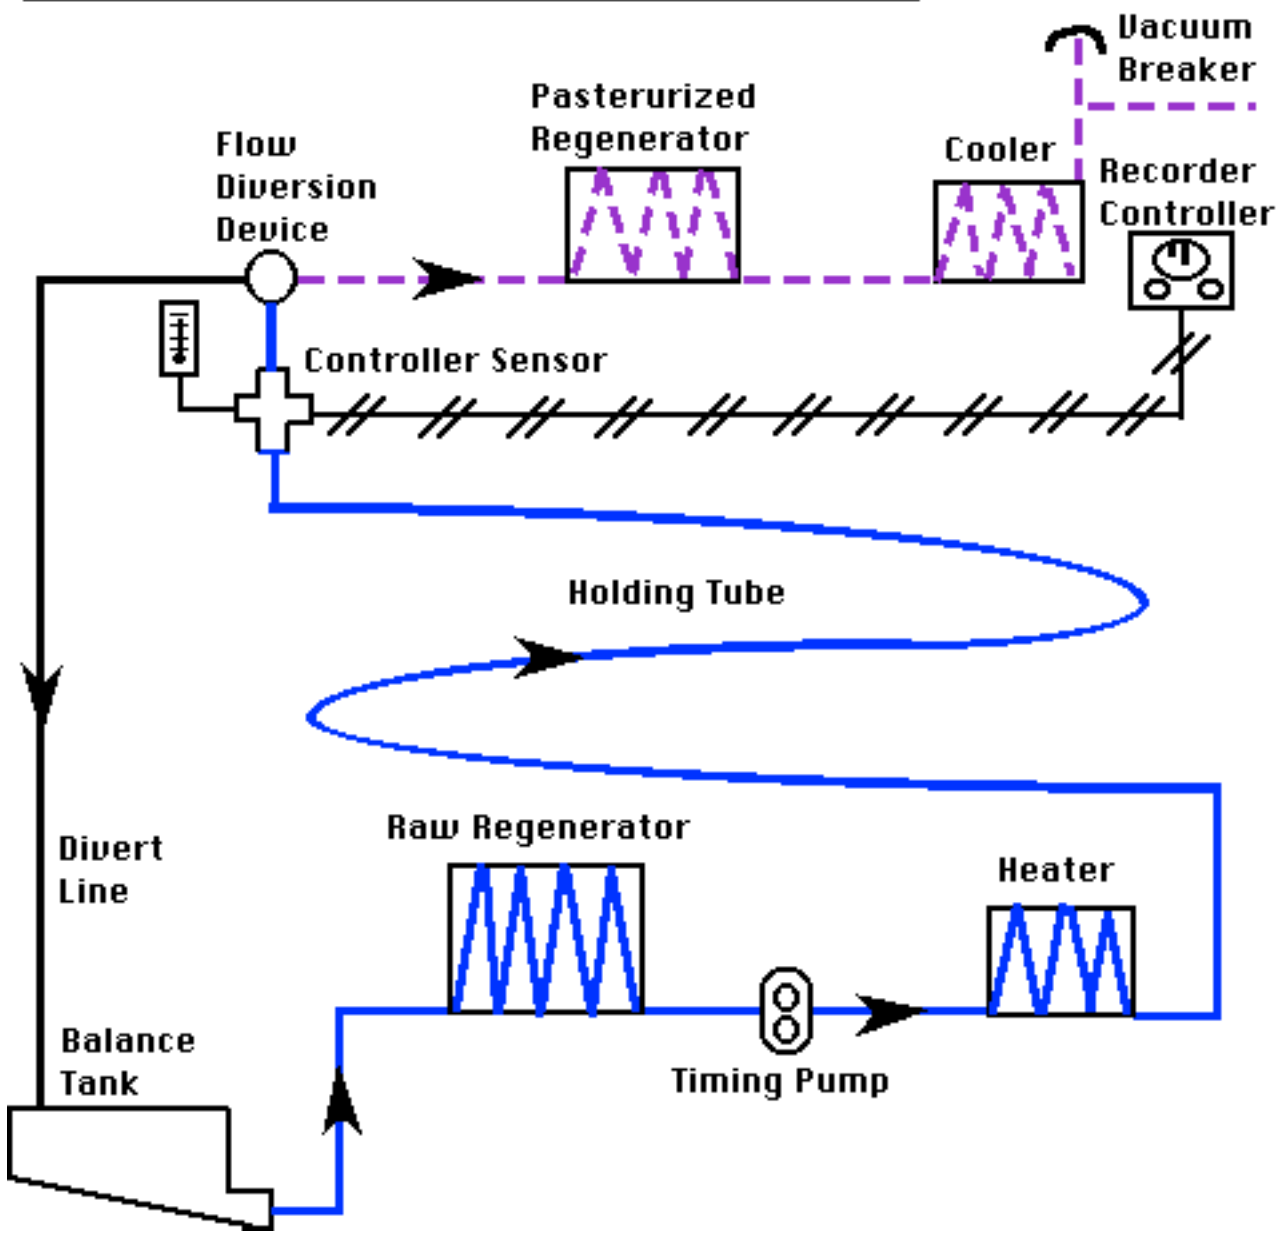 Vacuum
Breaker
Pasterurized
Regenerator
Flow
Diversion
Device
Cooler
Recorder
Controller
Controller Sensor
Holding Tube
Raw Regenerator
Divert
Line
Heater
Balance
Tank
Timing Pump